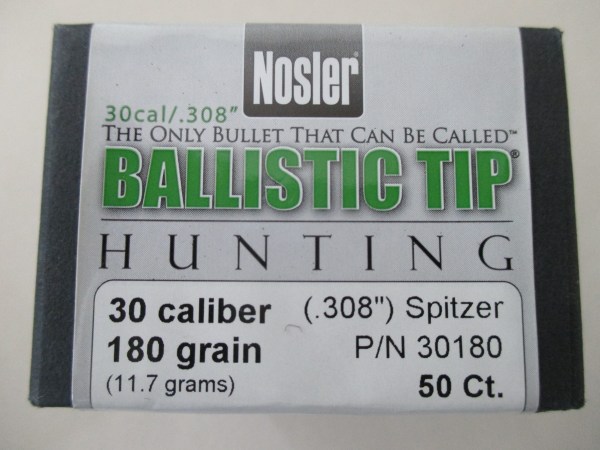 Nosler®
30cal/.308"
THE ONLY BULLET THAT CAN BE CALLED™
BALLISTIC TIP®
HUNTING
30 caliber (.308") Spitzer
180 grain P/N 30180
(11.7 grams) 50 Ct.